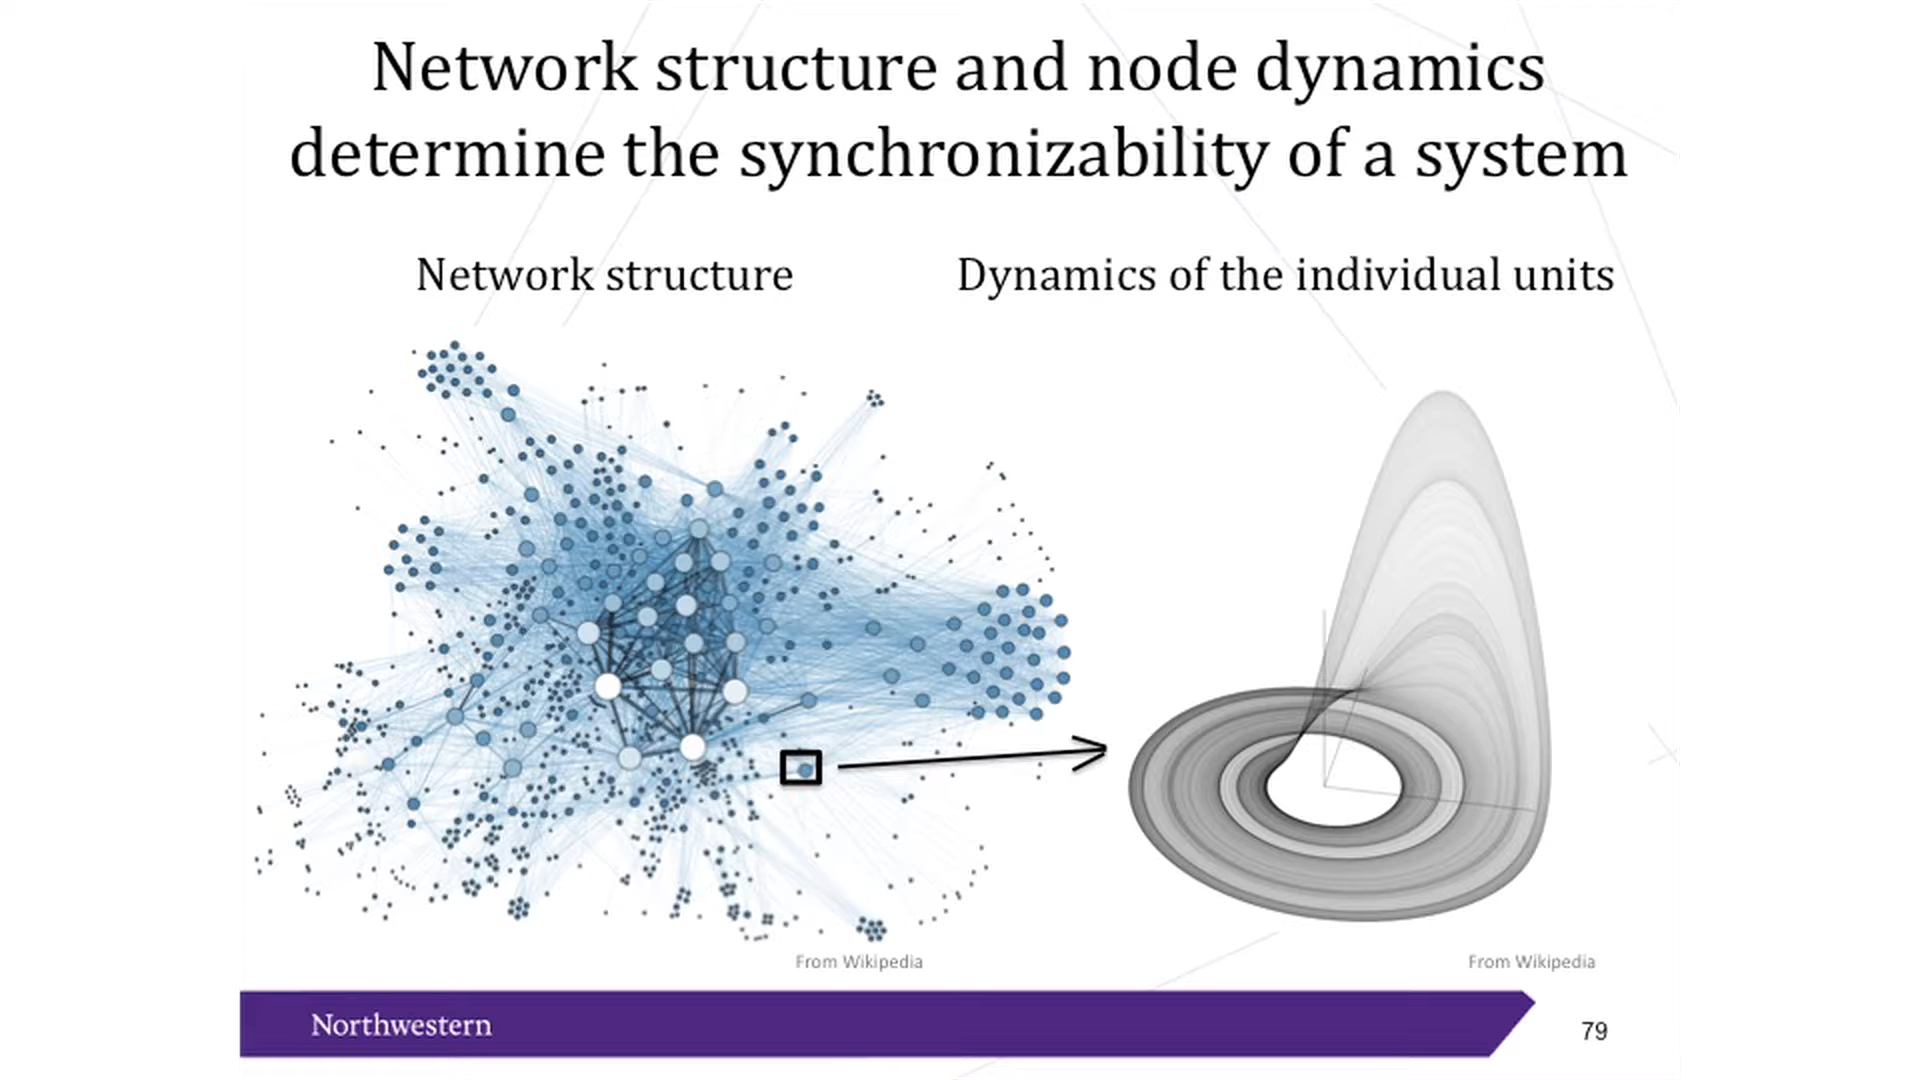 Network structure and node dynamics
determine the synchronizability of a system
Network structure
Dynamics of the individual units
From Wikipedia
From Wikipedia
Northwestern
79